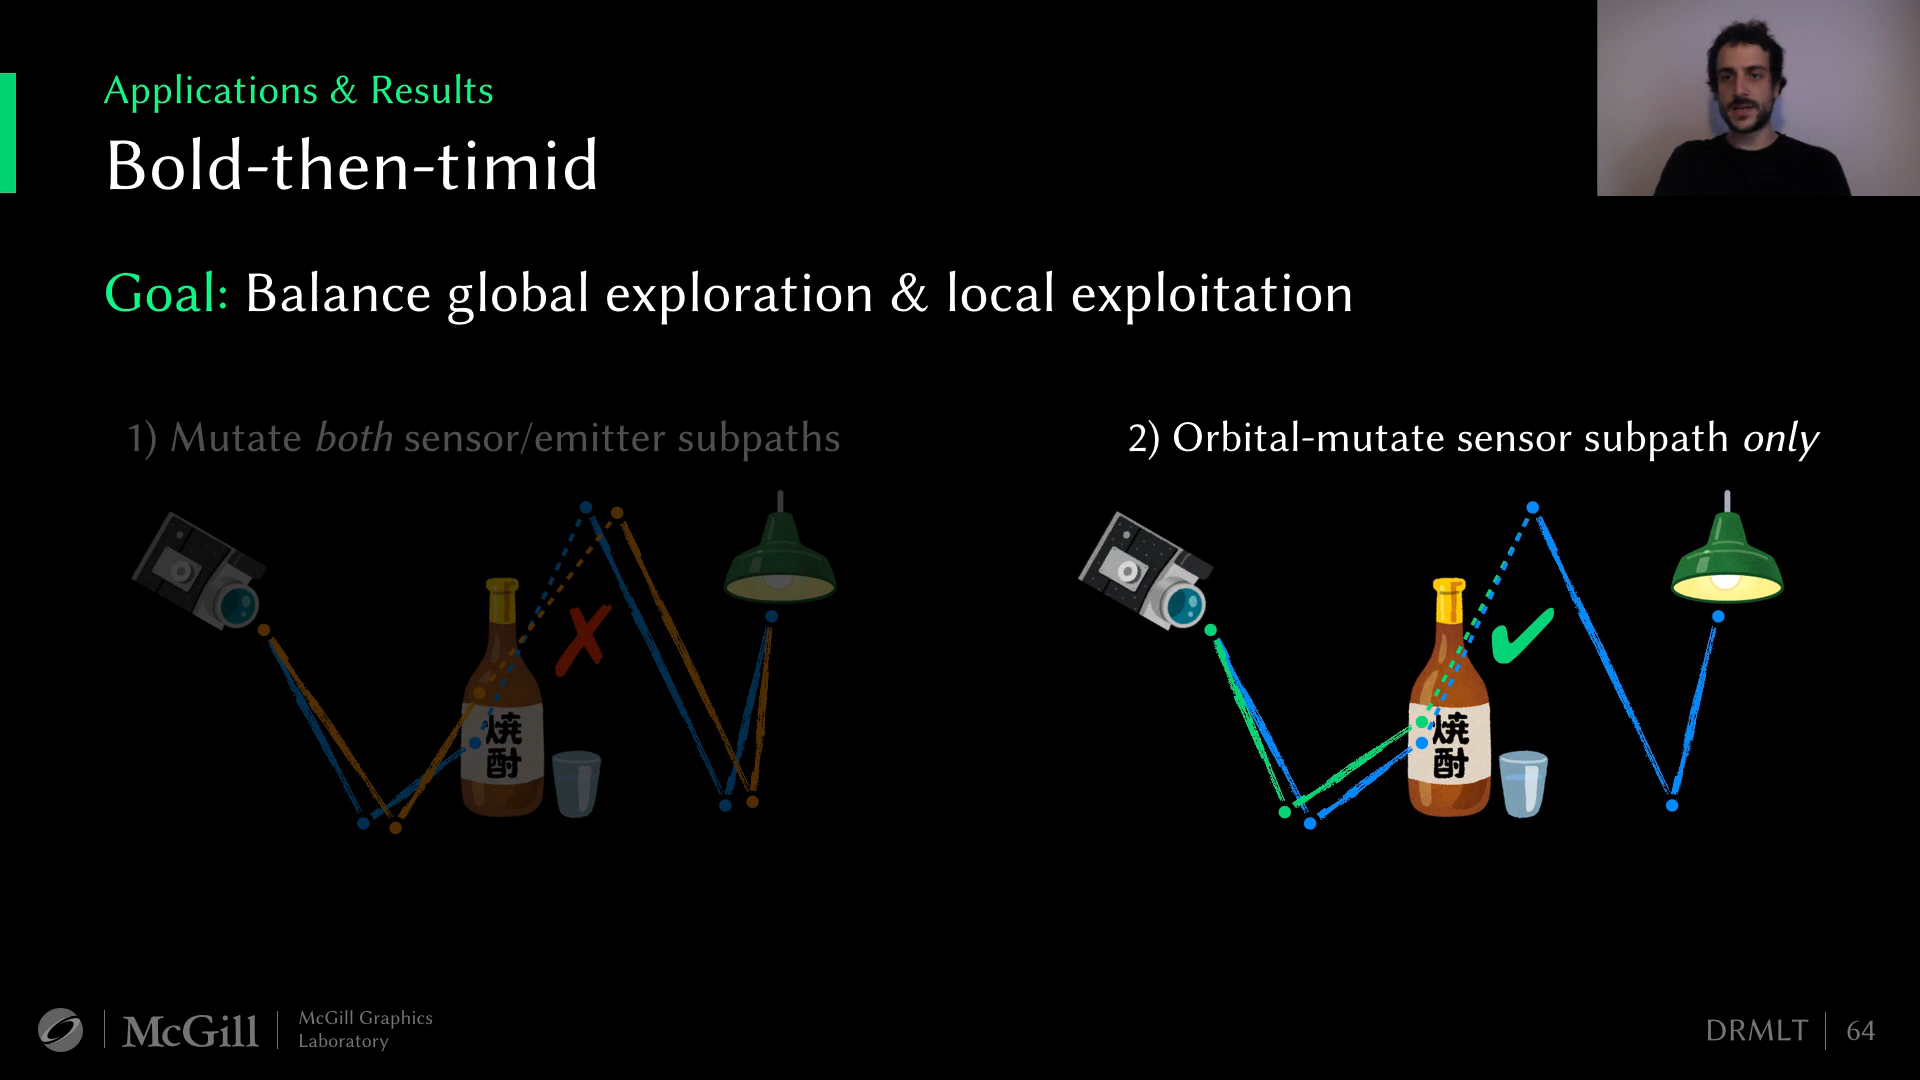 Applications & Results
Bold-then-timid
Goal: Balance global exploration & local exploitation
1) Mutate both sensor/emitter subpaths
2) Orbital-mutate sensor subpath only
焼
酎
焼
酎
McGill
McGill Graphics
Laboratory
DRMLT
64